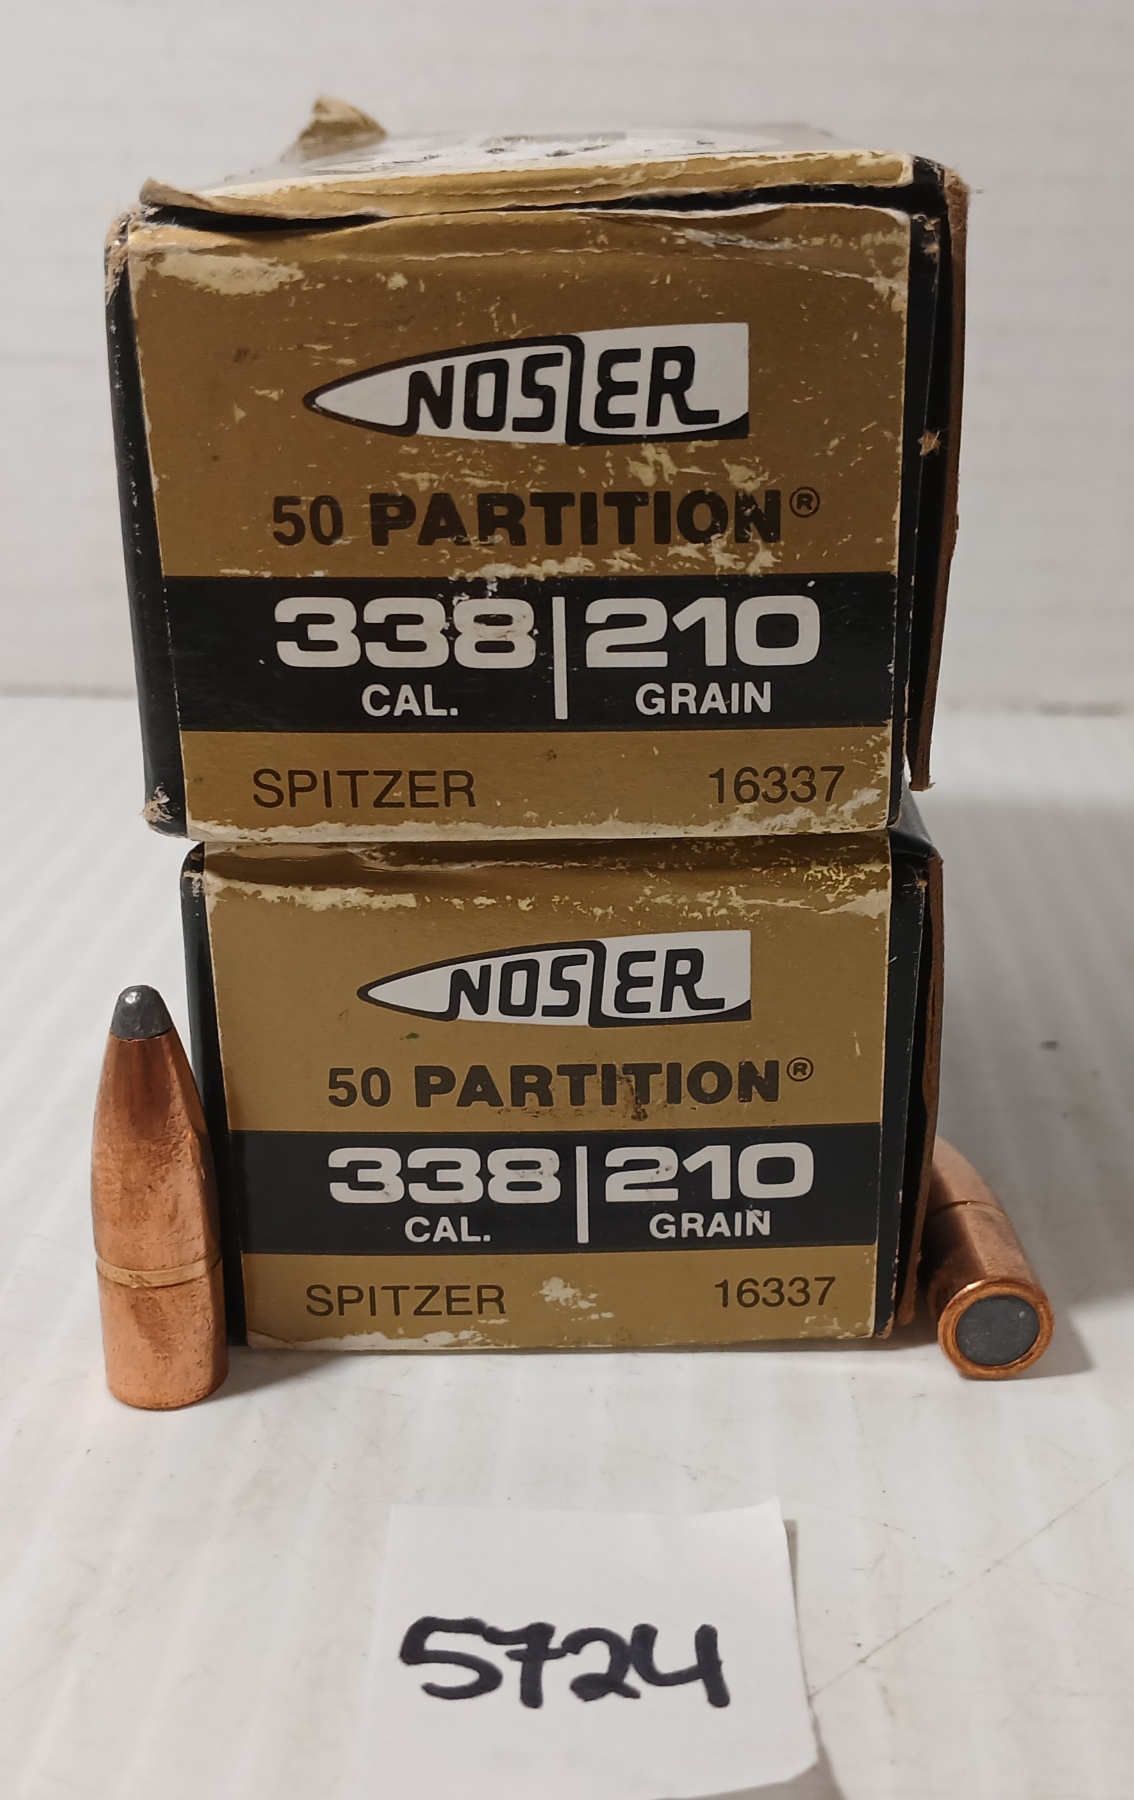 NOSLER
50 PARTITION®
338 | 210
CAL. GRAIN
SPITZER 16337
NOSLER
50 PARTITION®
338 | 210
CAL. GRAIN
SPITZER 16337
5724